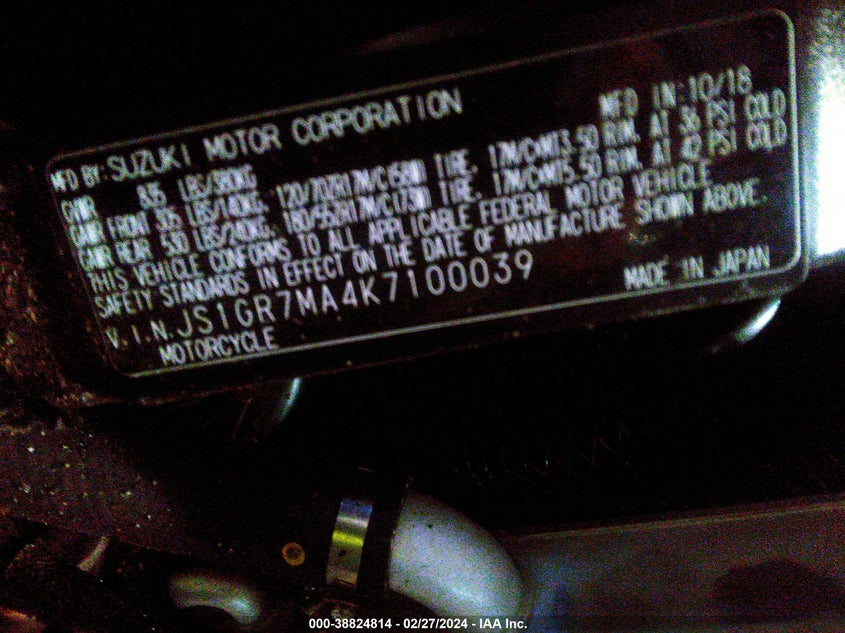 MFD BY: SUZUKI MOTOR CORPORATION MFD IN: 10/18
GVWR 835 LBS/380KG
GAWR FRONT 305 LBS/140KG, 120/70ZR17M/C(58W) TIRE, 17M/CxMT3.50 RIM, AT 36 PSI COLD
GAWR REAR 530 LBS/240KG, 180/55ZR17M/C(73W) TIRE, 17M/CxMT5.50 RIM, AT 42 PSI COLD
THIS VEHICLE CONFORMS TO ALL APPLICABLE FEDERAL MOTOR VEHICLE
SAFETY STANDARDS IN EFFECT ON THE DATE OF MANUFACTURE SHOWN ABOVE.
V.I.N. JS1GR7MA4K7100039 MADE IN JAPAN
MOTORCYCLE
000-38824814 - 02/27/2024 - IAA Inc.